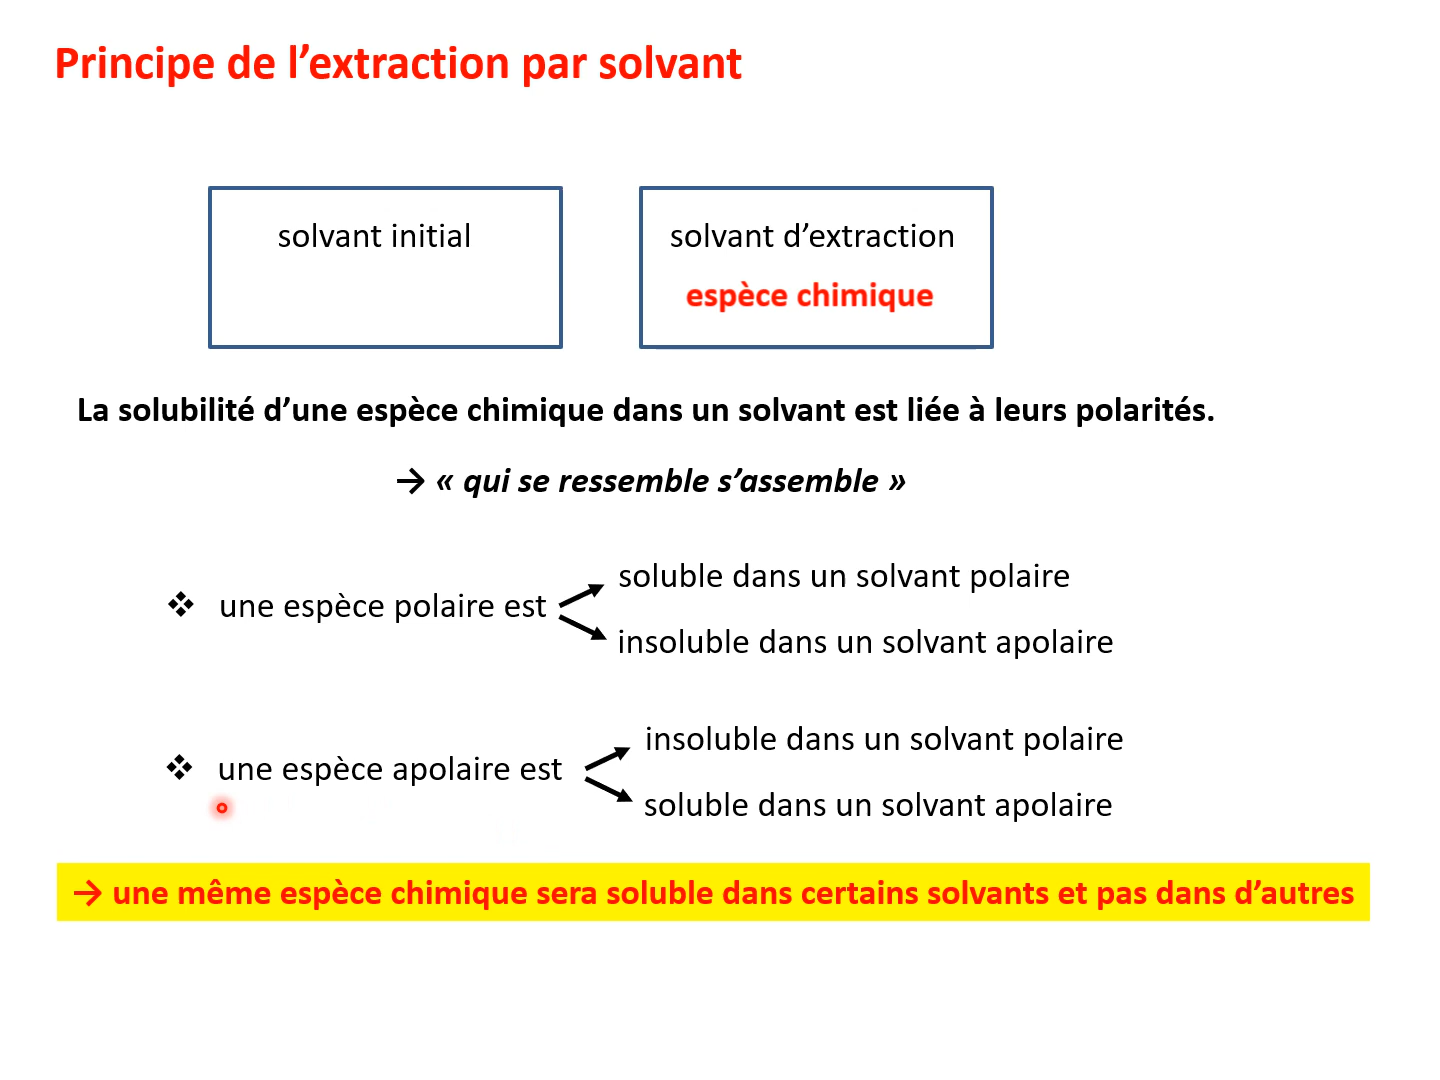 Principe de l’extraction par solvant
solvant initial
solvant d’extraction
espèce chimique
La solubilité d’une espèce chimique dans un solvant est liée à leurs polarités.
→ « qui se ressemble s’assemble »
❖ une espèce polaire est
soluble dans un solvant polaire
insoluble dans un solvant apolaire
❖ une espèce apolaire est
insoluble dans un solvant polaire
soluble dans un solvant apolaire
→ une même espèce chimique sera soluble dans certains solvants et pas dans d’autres